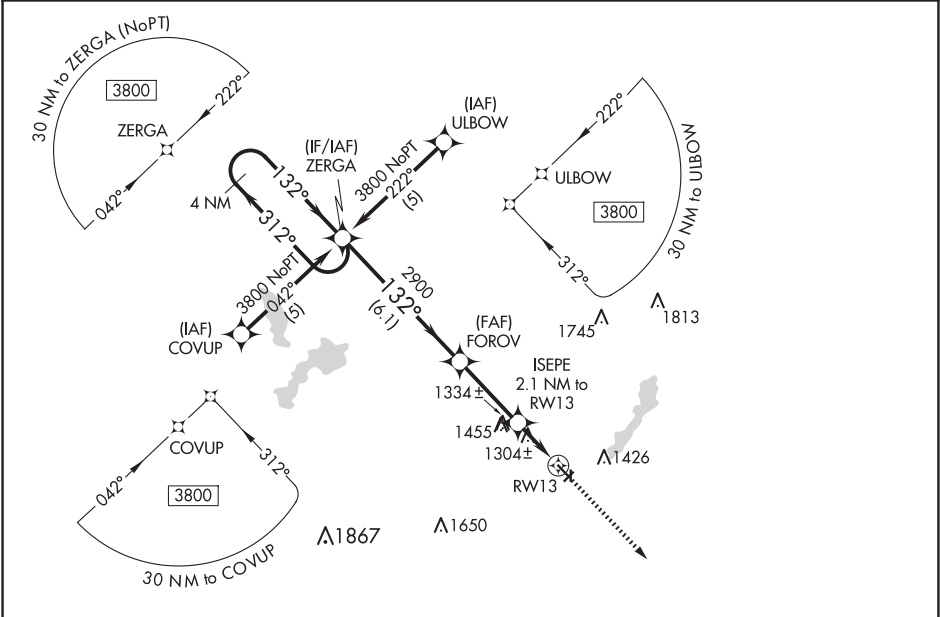 30 NM to ZERGA (NoPT)
3800
222°
ZERGA
042°
(IAF)
ULBOW
(IF/IAF)
ZERGA
3800 NoPT
222°
(5)
132°
4 NM
312°
3800 NoPT
042°
(5)
(IAF)
COVUP
2900
132°
(6.1)
222°
ULBOW
3800
312°
30 NM to ULBOW
1745
1813
(FAF)
FOROV
ISEPE
2.1 NM to
RW13
1334±
1455
1304±
1426
RW13
COVUP
042°
312°
3800
30 NM to COVUP
1867
1650